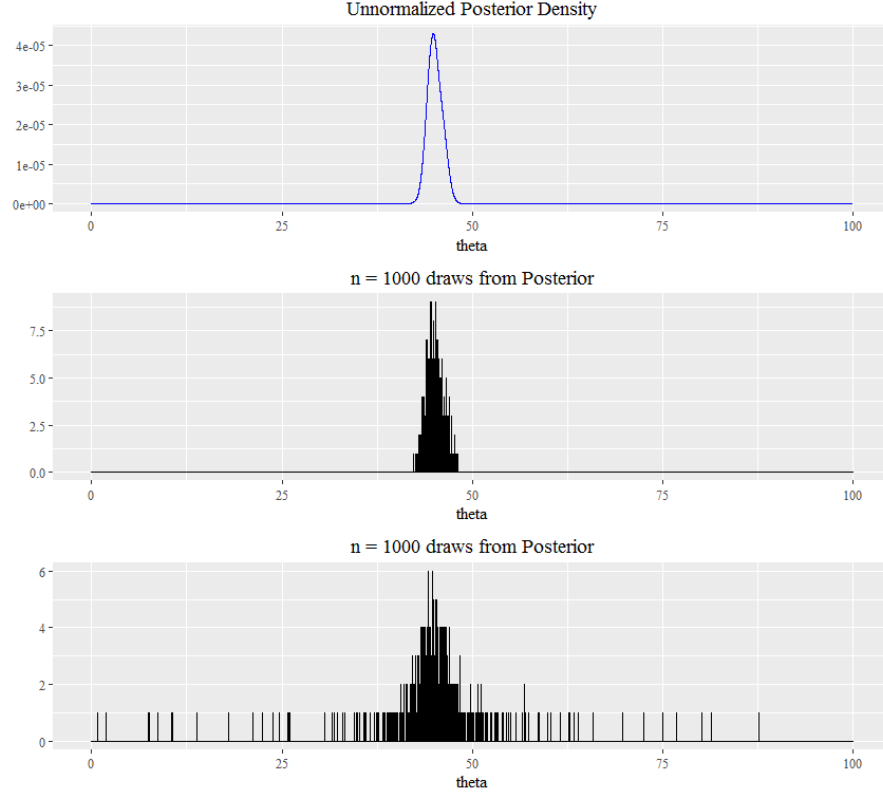 Unnormalized Posterior Density
4e-05
3e-05
2e-05
1e-05
0e+00
0 25 50 75 100
theta
n = 1000 draws from Posterior
7.5
5.0
2.5
0.0
0 25 50 75 100
theta
n = 1000 draws from Posterior
6
4
2
0
0 25 50 75 100
theta